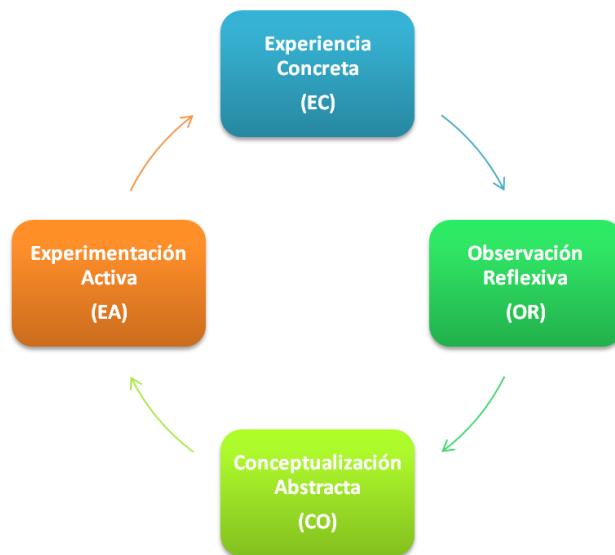 Experiencia
Concreta
(EC)
Observación
Reflexiva
(OR)
Conceptualización
Abstracta
(CO)
Experimentación
Activa
(EA)